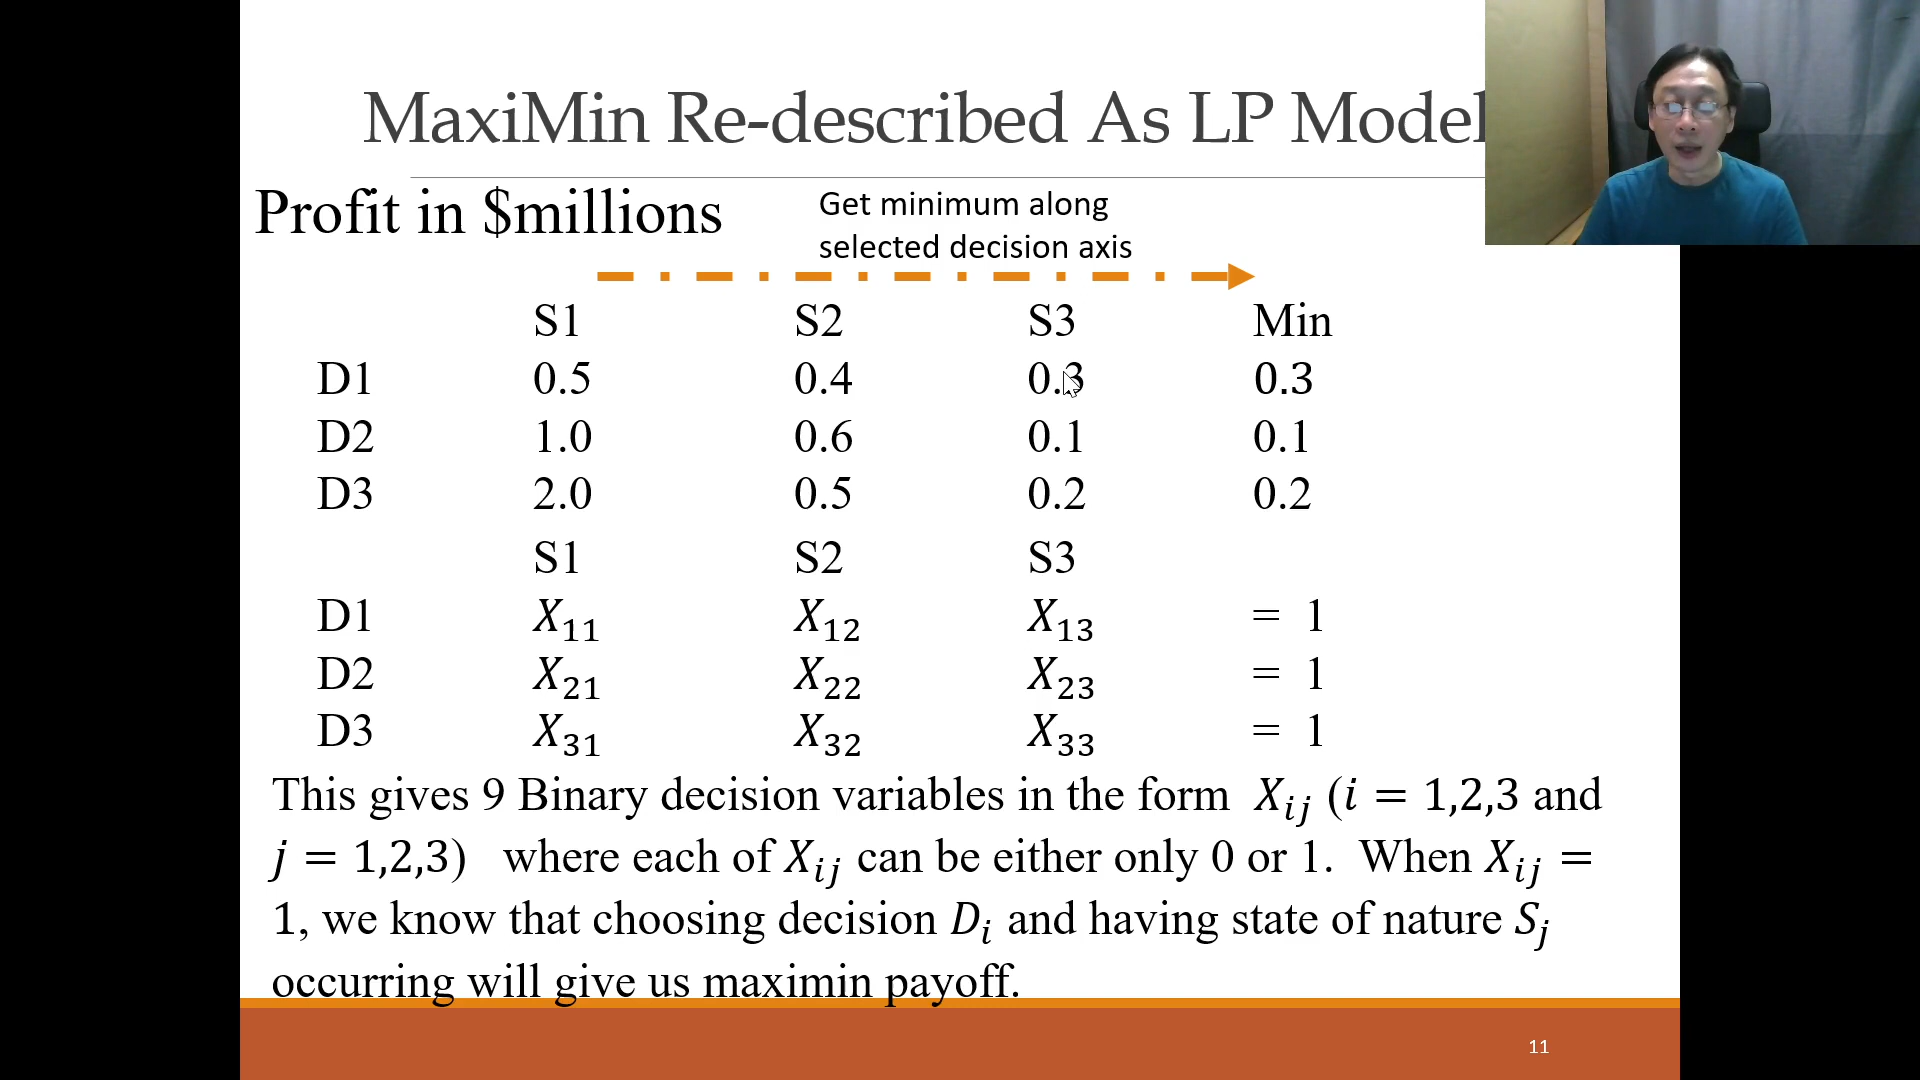 MaxiMin Re-described As LP Model
Profit in $millions
Get minimum along
selected decision axis
S1 S2 S3 Min
D1 0.5 0.4 0.3 0.3
D2 1.0 0.6 0.1 0.1
D3 2.0 0.5 0.2 0.2
S1 S2 S3
D1 X₁₁ X₁₂ X₁₃ = 1
D2 X₂₁ X₂₂ X₂₃ = 1
D3 X₃₁ X₃₂ X₃₃ = 1
This gives 9 Binary decision variables in the form Xᵢⱼ (i = 1,2,3 and
j = 1,2,3) where each of Xᵢⱼ can be either only 0 or 1. When Xᵢⱼ =
1, we know that choosing decision Dᵢ and having state of nature Sⱼ
occurring will give us maximin payoff.
11